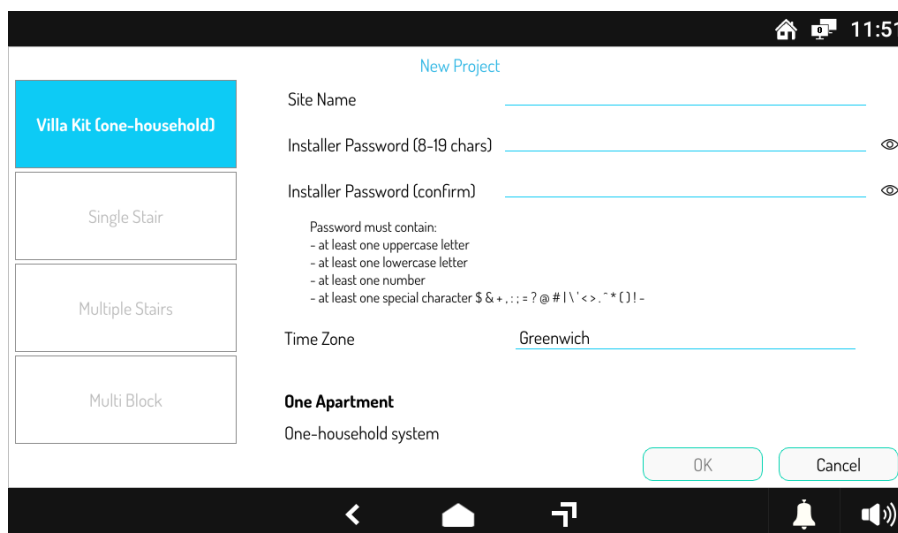 11:51
New Project
Villa Kit (one-household)
Single Stair
Multiple Stairs
Multi Block
Site Name
Installer Password (8-19 chars)
Installer Password (confirm)
Password must contain:
- at least one uppercase letter
- at least one lowercase letter
- at least one number
- at least one special character $ & + , : ; = ? @ # | \ ' < > . ^ * ( ) ! -
Time Zone Greenwich
One Apartment
One-household system
OK Cancel